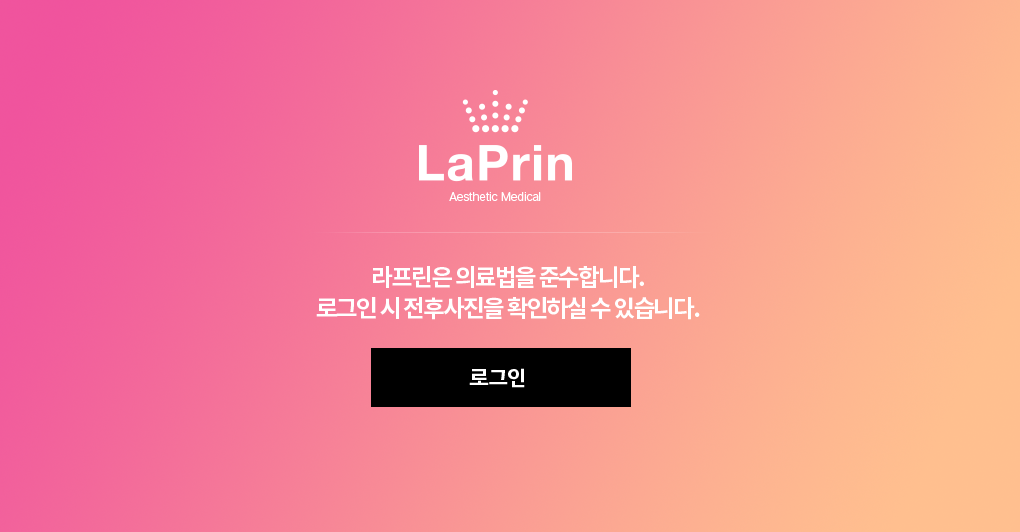 LaPrin
Aesthetic Medical
라프린은 의료법을 준수합니다.
로그인 시 전후사진을 확인하실 수 있습니다.
로그인